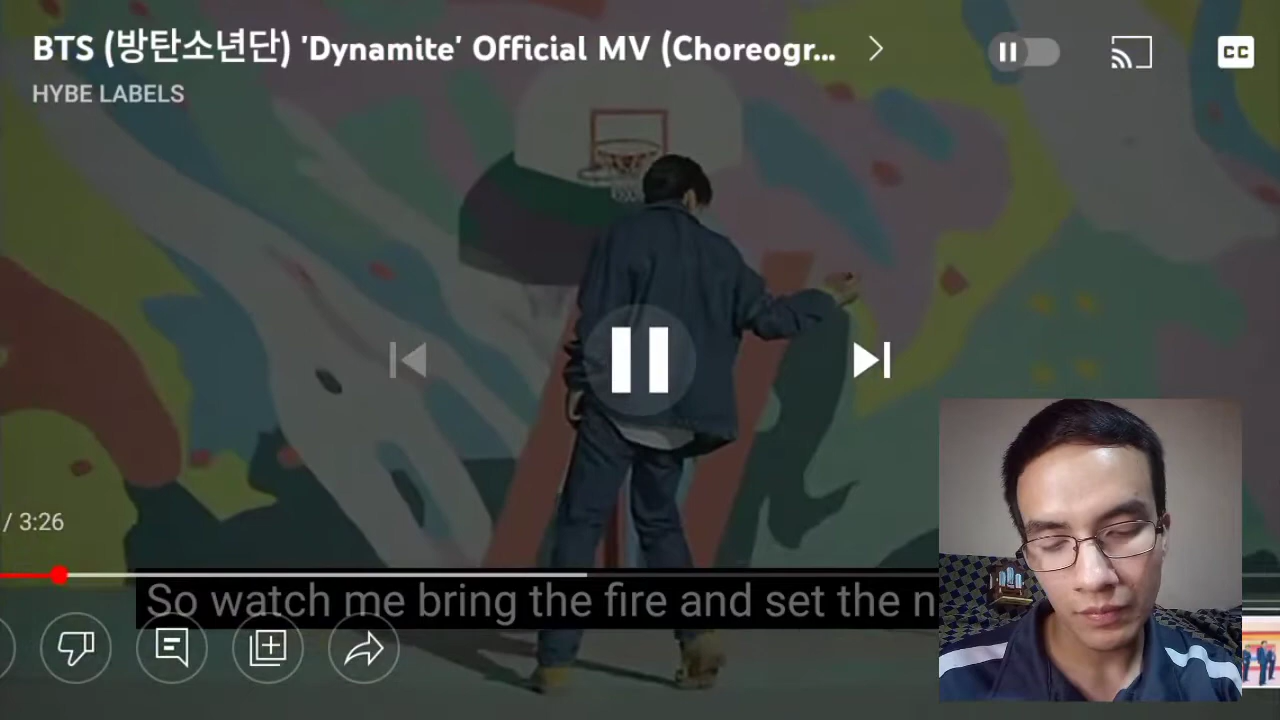 BTS (방탄소년단) 'Dynamite' Official MV (Choreogr...
CC
HYBE LABELS
/ 3:26
So watch me bring the fire and set the n